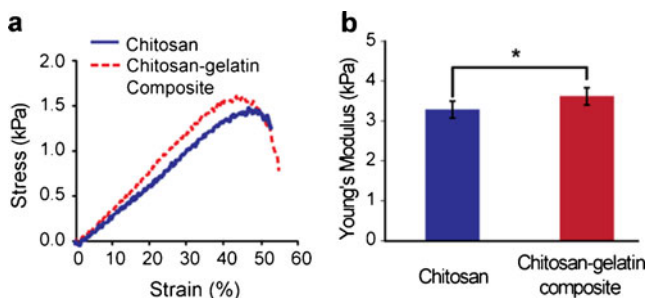 a
Chitosan
Chitosan-gelatin
Composite
Stress (kPa)
2.0
1.5
1.0
0.5
0.0
0 10 20 30 40 50 60
Strain (%)
b
*
Young's Modulus (kPa)
5
4
3
2
1
0
Chitosan
Chitosan-gelatin
composite